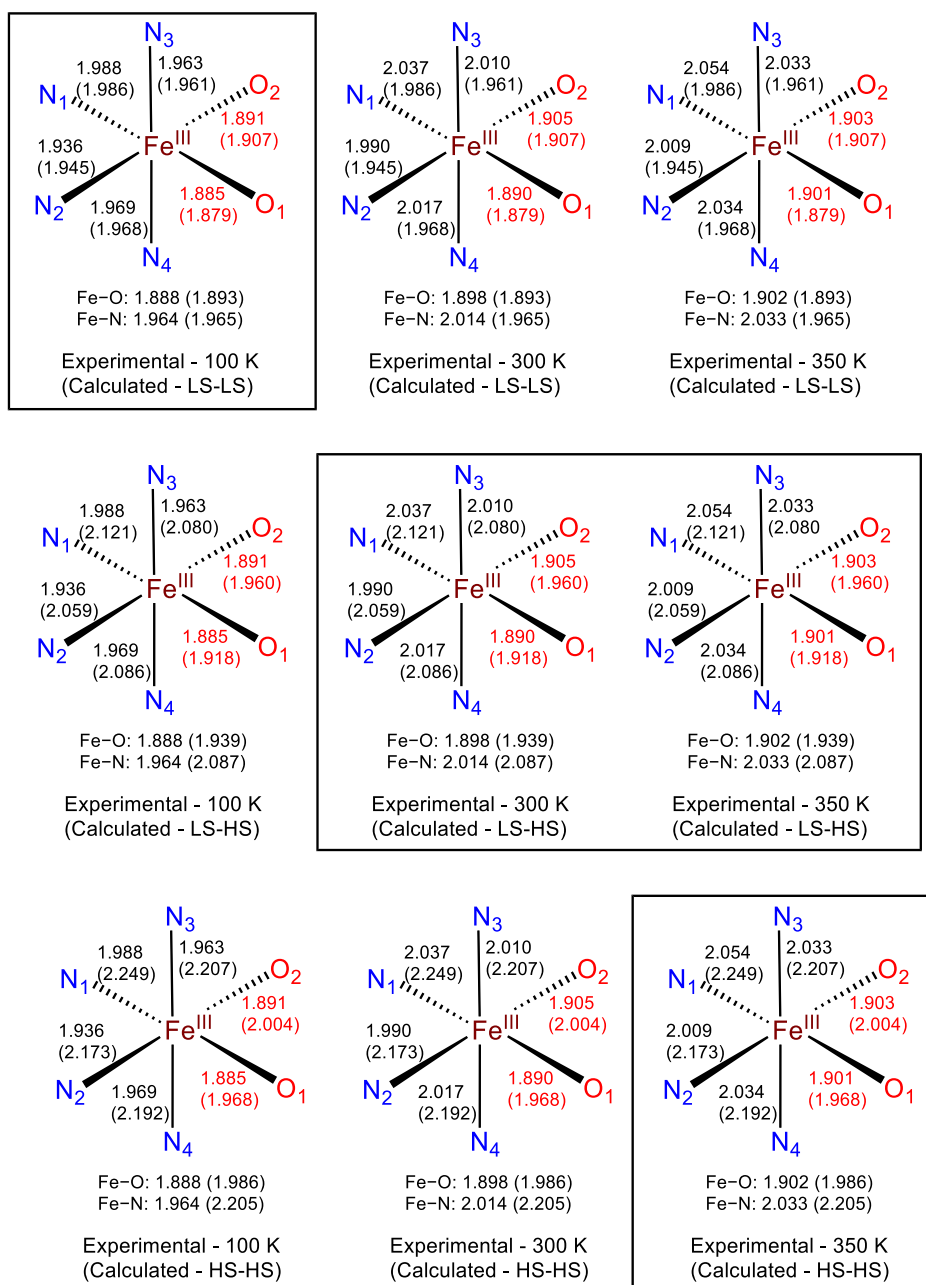 N3
1.988 1.963
(1.986) (1.961)
N1 O2
1.891
(1.907)
FeIII
1.936
(1.945)
N2 1.885
(1.879) O1
1.969
(1.968)
N4
Fe−O: 1.888 (1.893)
Fe−N: 1.964 (1.965)
Experimental - 100 K
(Calculated - LS-LS)
N3
2.037 2.010
(1.986) (1.961)
N1 O2
1.905
(1.907)
FeIII
1.990
(1.945)
N2 1.890
(1.879) O1
2.017
(1.968)
N4
Fe−O: 1.898 (1.893)
Fe−N: 2.014 (1.965)
Experimental - 300 K
(Calculated - LS-LS)
N3
2.054 2.033
(1.986) (1.961)
N1 O2
1.903
(1.907)
FeIII
2.009
(1.945)
N2 1.901
(1.879) O1
2.034
(1.968)
N4
Fe−O: 1.902 (1.893)
Fe−N: 2.033 (1.965)
Experimental - 350 K
(Calculated - LS-LS)
N3
1.988 1.963
(2.121) (2.080)
N1 O2
1.891
(1.960)
FeIII
1.936
(2.059)
N2 1.885
(1.918) O1
1.969
(2.086)
N4
Fe−O: 1.888 (1.939)
Fe−N: 1.964 (2.087)
Experimental - 100 K
(Calculated - LS-HS)
N3
2.037 2.010
(2.121) (2.080)
N1 O2
1.905
(1.960)
FeIII
1.990
(2.059)
N2 1.890
(1.918) O1
2.017
(2.086)
N4
Fe−O: 1.898 (1.939)
Fe−N: 2.014 (2.087)
Experimental - 300 K
(Calculated - LS-HS)
N3
2.054 2.033
(2.121) (2.080
N1 O2
1.903
(1.960)
FeIII
2.009
(2.059)
N2 1.901
(1.918) O1
2.034
(2.086)
N4
Fe−O: 1.902 (1.939)
Fe−N: 2.033 (2.087)
Experimental - 350 K
(Calculated - LS-HS)
N3
1.988 1.963
(2.249) (2.207)
N1 O2
1.891
(2.004)
FeIII
1.936
(2.173)
N2 1.885
(1.968) O1
1.969
(2.192)
N4
Fe−O: 1.888 (1.986)
Fe−N: 1.964 (2.205)
Experimental - 100 K
(Calculated - HS-HS)
N3
2.037 2.010
(2.249) (2.207)
N1 O2
1.905
(2.004)
FeIII
1.990
(2.173)
N2 1.890
(1.968) O1
2.017
(2.192)
N4
Fe−O: 1.898 (1.986)
Fe−N: 2.014 (2.205)
Experimental - 300 K
(Calculated - HS-HS)
N3
2.054 2.033
(2.249) (2.207)
N1 O2
1.903
(2.004)
FeIII
2.009
(2.173)
N2 1.901
(1.968) O1
2.034
(2.192)
N4
Fe−O: 1.902 (1.986)
Fe−N: 2.033 (2.205)
Experimental - 350 K
(Calculated - HS-HS)